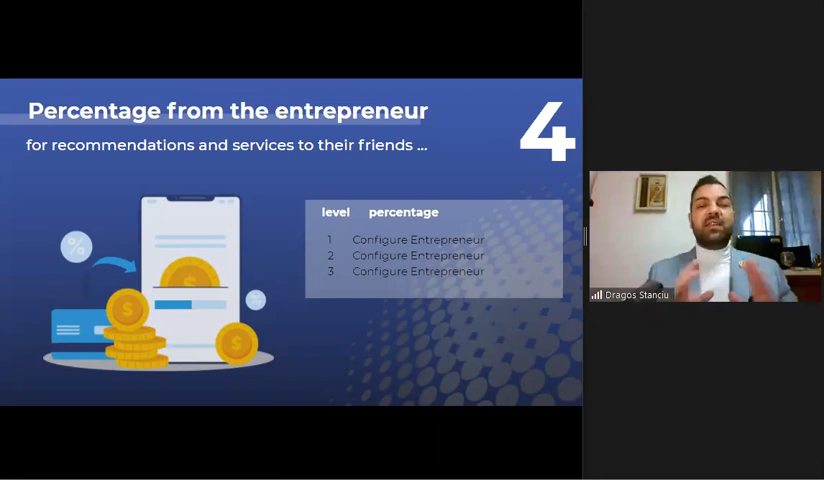 Percentage from the entrepreneur
for recommendations and services to their friends ...
4
level percentage
1 Configure Entrepreneur
2 Configure Entrepreneur
3 Configure Entrepreneur
%
%
$
$
Dragos Stanciu